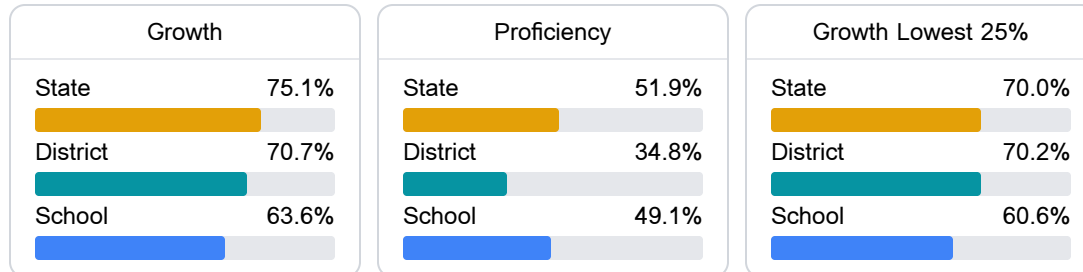 Growth
State 75.1%
District 70.7%
School 63.6%
Proficiency
State 51.9%
District 34.8%
School 49.1%
Growth Lowest 25%
State 70.0%
District 70.2%
School 60.6%